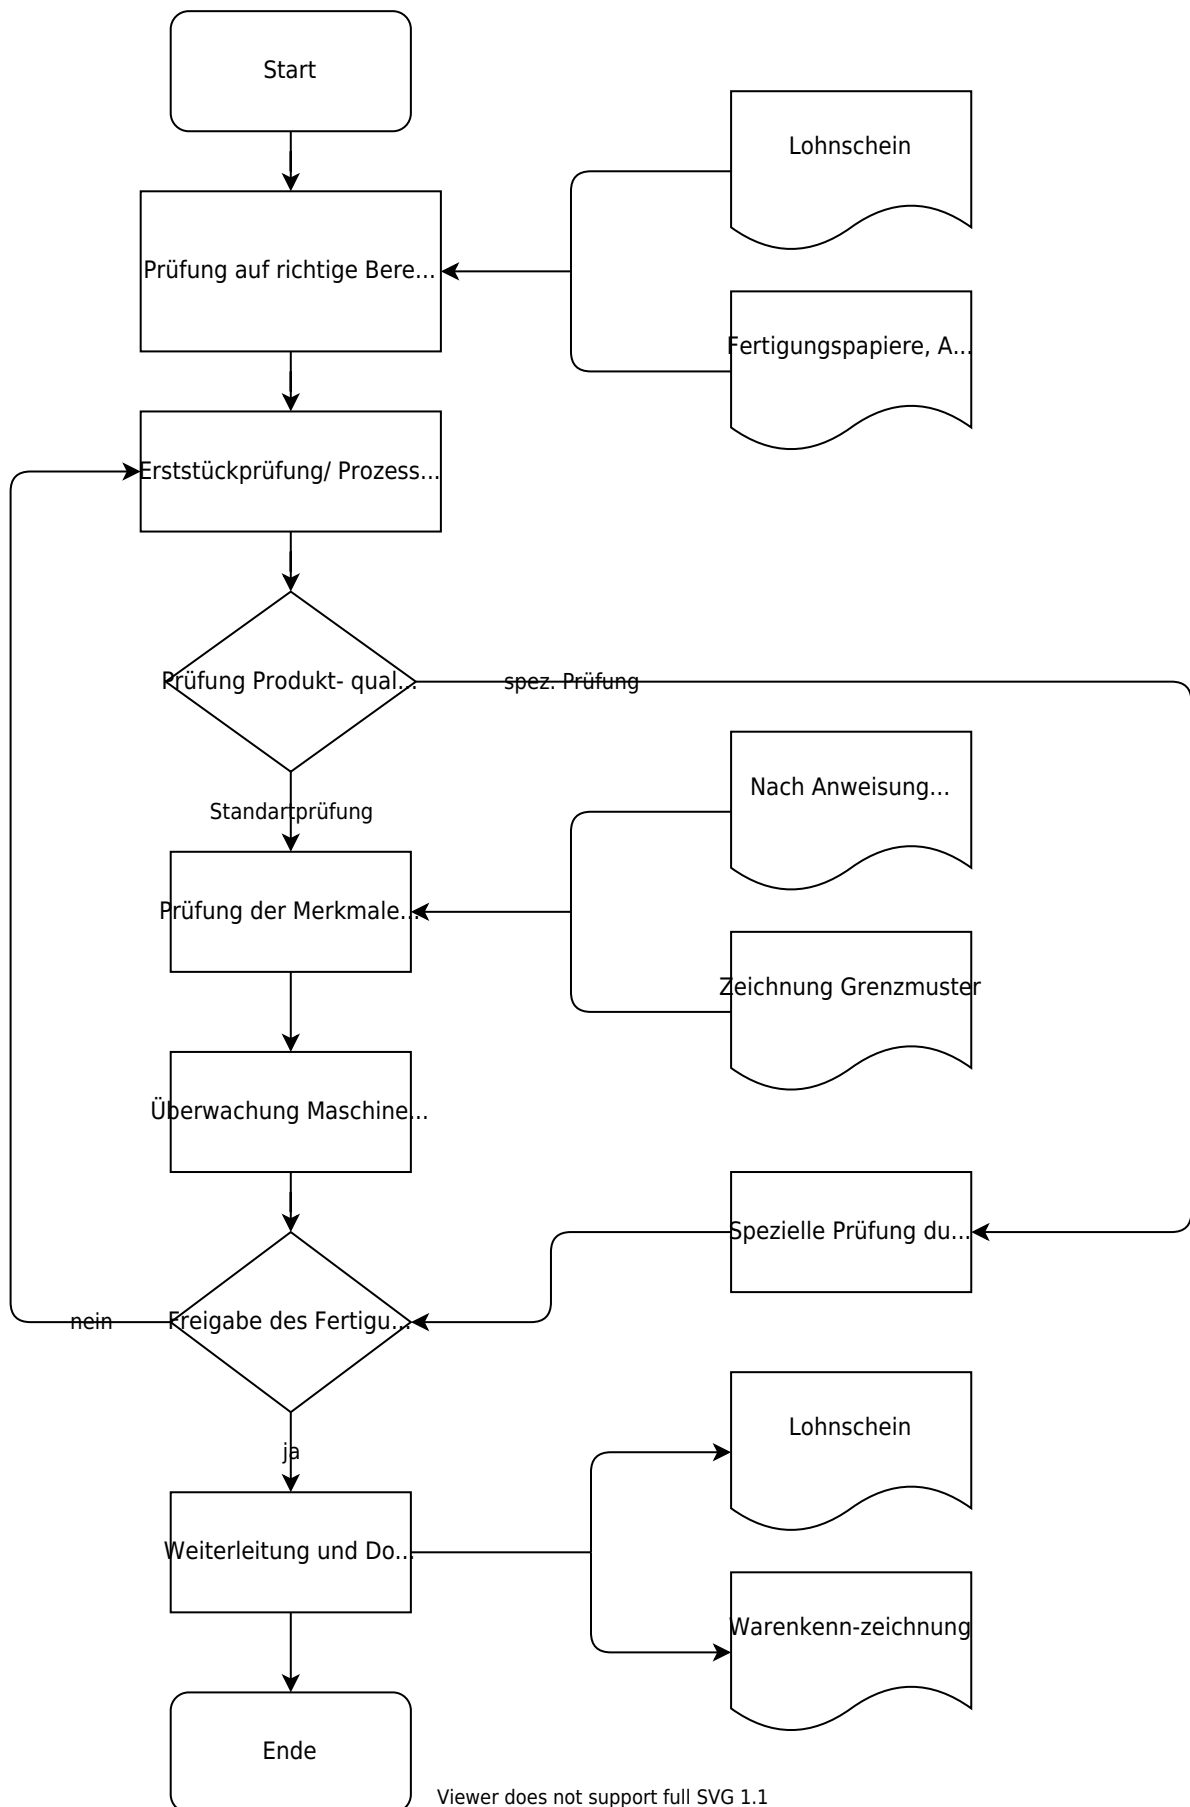 Start
Lohnschein
Prüfung auf richtige Bere...
Fertigungspapiere, A...
Erststückprüfung/ Prozess...
Prüfung Produkt- qual...
spez. Prüfung
Nach Anweisung...
Standartprüfung
Prüfung der Merkmale...
Zeichnung Grenzmuster
Überwachung Maschine...
Spezielle Prüfung du...
nein
Freigabe des Fertigu...
Lohnschein
ja
Weiterleitung und Do...
Warenkenn-zeichnung
Ende
Viewer does not support full SVG 1.1